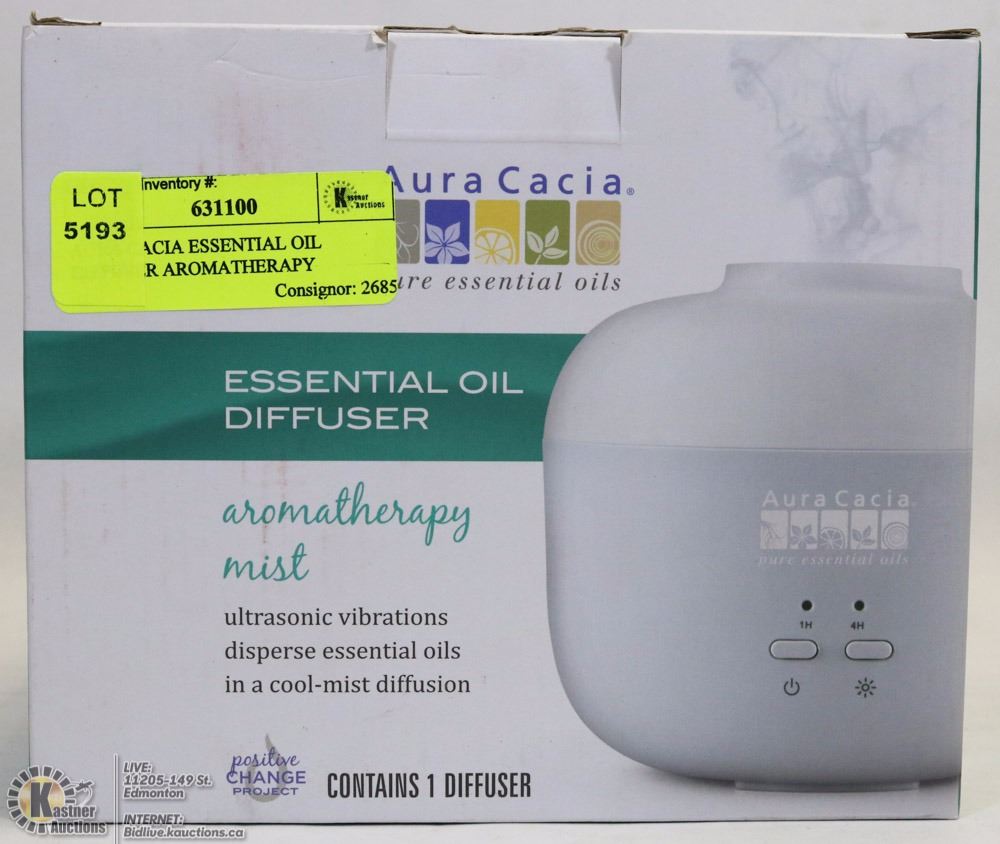 LOT
5193
Inventory #:
631100
Kastner
Auctions
ACIA ESSENTIAL OIL
R AROMATHERAPY
Consignor: 2685
Aura Cacia®
pure essential oils
ESSENTIAL OIL
DIFFUSER
aromatherapy
mist
ultrasonic vibrations
disperse essential oils
in a cool-mist diffusion
Aura Cacia
pure essential oils
1H
4H
positive
CHANGE
PROJECT
CONTAINS 1 DIFFUSER
Kastner
Auctions
LIVE:
11205-149 St.
Edmonton
INTERNET:
Bidlive.kauctions.ca